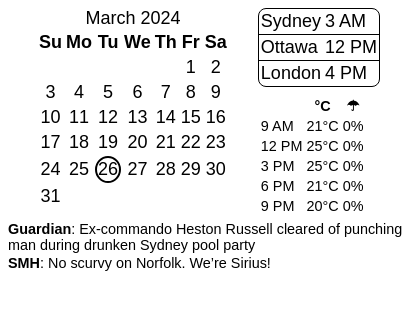 March 2024
Su Mo Tu We Th Fr Sa
1 2
3 4 5 6 7 8 9
10 11 12 13 14 15 16
17 18 19 20 21 22 23
24 25 26 27 28 29 30
31
Sydney 3 AM
Ottawa 12 PM
London 4 PM
°C ☂
9 AM 21°C 0%
12 PM 25°C 0%
3 PM 25°C 0%
6 PM 21°C 0%
9 PM 20°C 0%
Guardian: Ex-commando Heston Russell cleared of punching
man during drunken Sydney pool party
SMH: No scurvy on Norfolk. We’re Sirius!